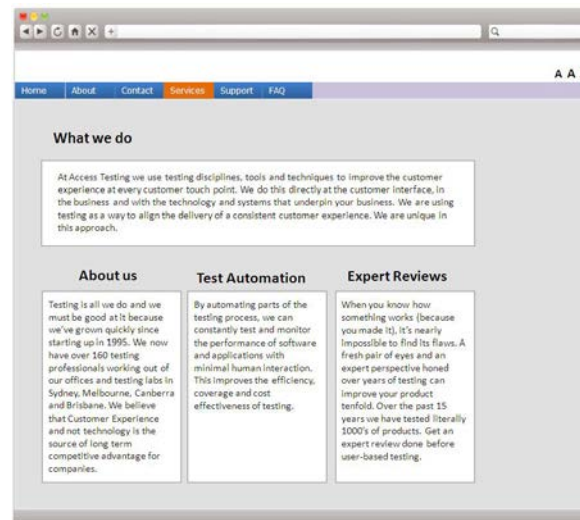 A A
Home About Contact Services Support FAQ
What we do
At Access Testing we use testing disciplines, tools and techniques to improve the customer
experience at every customer touch point. We do this directly at the customer interface, in
the business and with the technology and systems that underpin your business. We are using
testing as a way to align the delivery of a consistent customer experience. We are unique in
this approach.
About us
Testing is all we do and we
must be good at it because
we've grown quickly since
starting up in 1995. We now
have over 160 testing
professionals working out of
our offices and testing labs in
Sydney, Melbourne, Canberra
and Brisbane. We believe
that Customer Experience
and not technology is the
source of long term
competitive advantage for
companies.
Test Automation
By automating parts of the
testing process, we can
constantly test and monitor
the performance of software
and applications with
minimal human interaction.
This improves the efficiency,
coverage and cost
effectiveness of testing.
Expert Reviews
When you know how
something works (because
you made it), it's nearly
impossible to find its flaws. A
fresh pair of eyes and an
expert perspective honed
over years of testing can
improve your product
tenfold. Over the past 15
years we have tested literally
1000's of products. Get an
expert review done before
user-based testing.